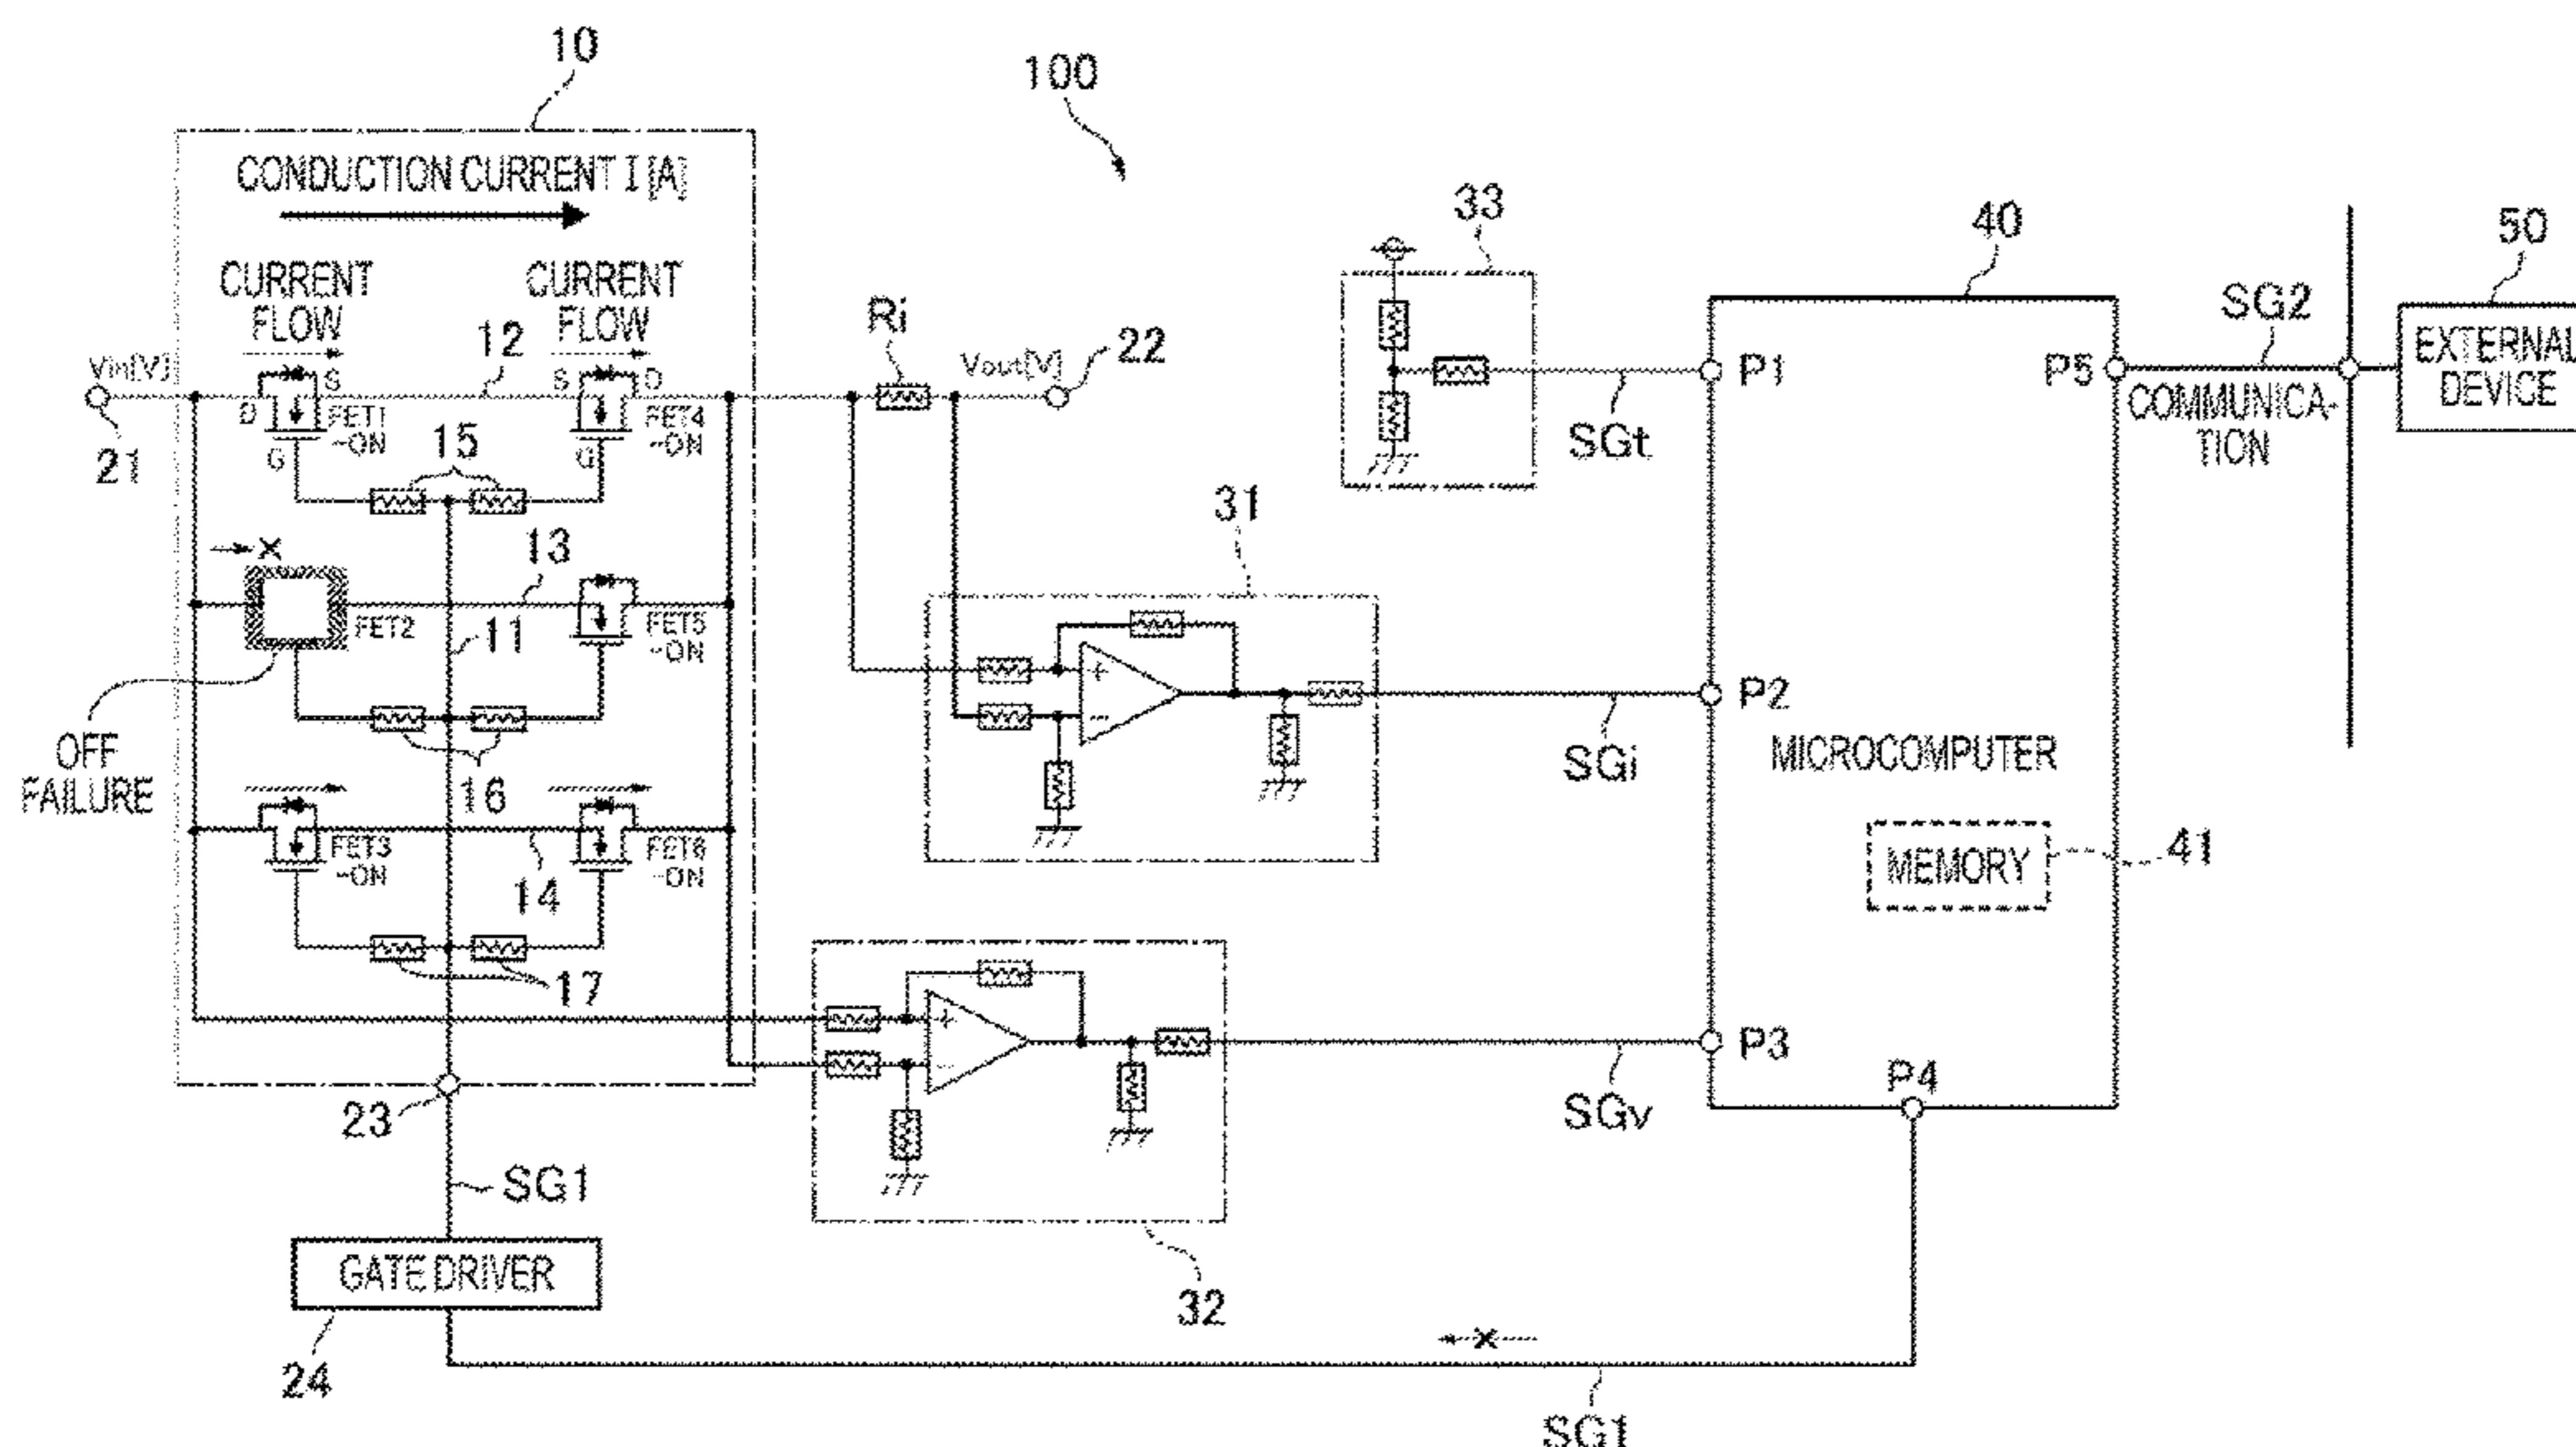 10
100
CONDUCTION CURRENT I [A]
33
40
50
CURRENT FLOW
CURRENT FLOW
SG2
EXTERNAL DEVICE
Ri
12
Vin[V]
Vout[V]
22
S
S
D
P1
P5
D
FET1 -ON
FET4 -ON
COMMUNICA-TION
21
15
G
G
SGt
31
×
13
FET2
11
FET5 -ON
P2
OFF FAILURE
16
SGi
MICROCOMPUTER
+
−
FET3 -ON
14
FET6 -ON
MEMORY
41
17
+
−
P3
P4
23
SGv
SG1
GATE DRIVER
32
24
×
SG1